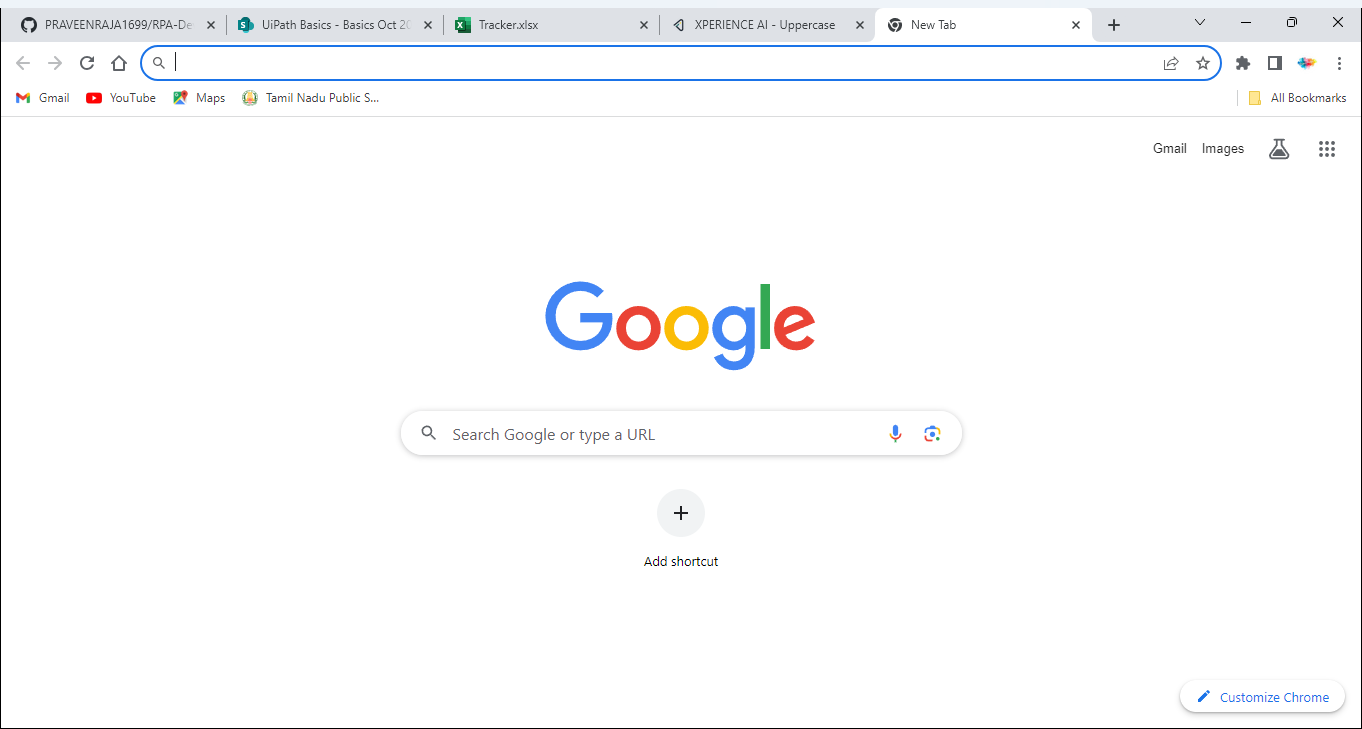 PRAVEENRAJA1699/RPA-De
UiPath Basics - Basics Oct 20
Tracker.xlsx
XPERIENCE AI - Uppercase
New Tab
Gmail
YouTube
Maps
Tamil Nadu Public S...
All Bookmarks
Gmail
Images
Google
Search Google or type a URL
Add shortcut
Customize Chrome